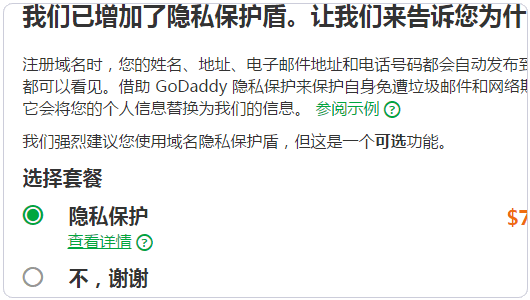 我们已增加了隐私保护盾。让我们来告诉您为什
注册域名时，您的姓名、地址、电子邮件地址和电话号码都会自动发布到
都可以看见。借助 GoDaddy 隐私保护来保护自身免遭垃圾邮件和网络
它会将您的个人信息替换为我们的信息。 参阅示例 ?
我们强烈建议您使用域名隐私保护盾，但这是一个可选功能。
选择套餐
隐私保护 $7
查看详情 ?
不，谢谢